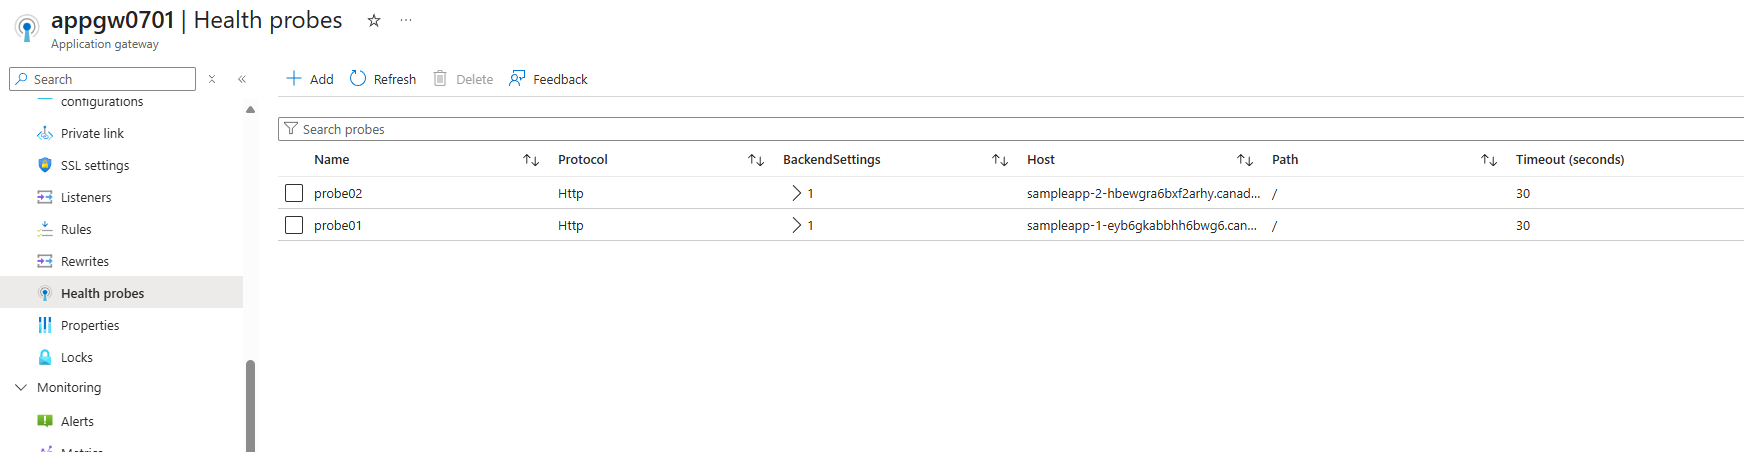 appgw0701 | Health probes
Application gateway
Search
Add Refresh Delete Feedback
configurations
Private link
SSL settings
Listeners
Rules
Rewrites
Health probes
Properties
Locks
Monitoring
Alerts
Metrics
Search probes
Name Protocol BackendSettings Host Path Timeout (seconds)
probe02 Http 1 sampleapp-2-hbewgra6bxf2arhy.canad... / 30
probe01 Http 1 sampleapp-1-eyb6gkabbhh6bwg6.can... / 30